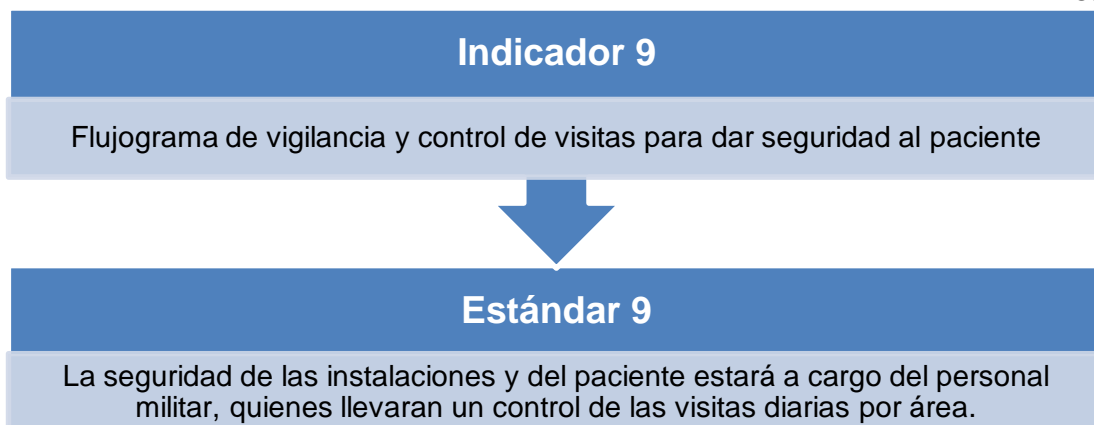 Indicador 9
Flujograma de vigilancia y control de visitas para dar seguridad al paciente
Estándar 9
La seguridad de las instalaciones y del paciente estará a cargo del personal
militar, quienes llevaran un control de las visitas diarias por área.